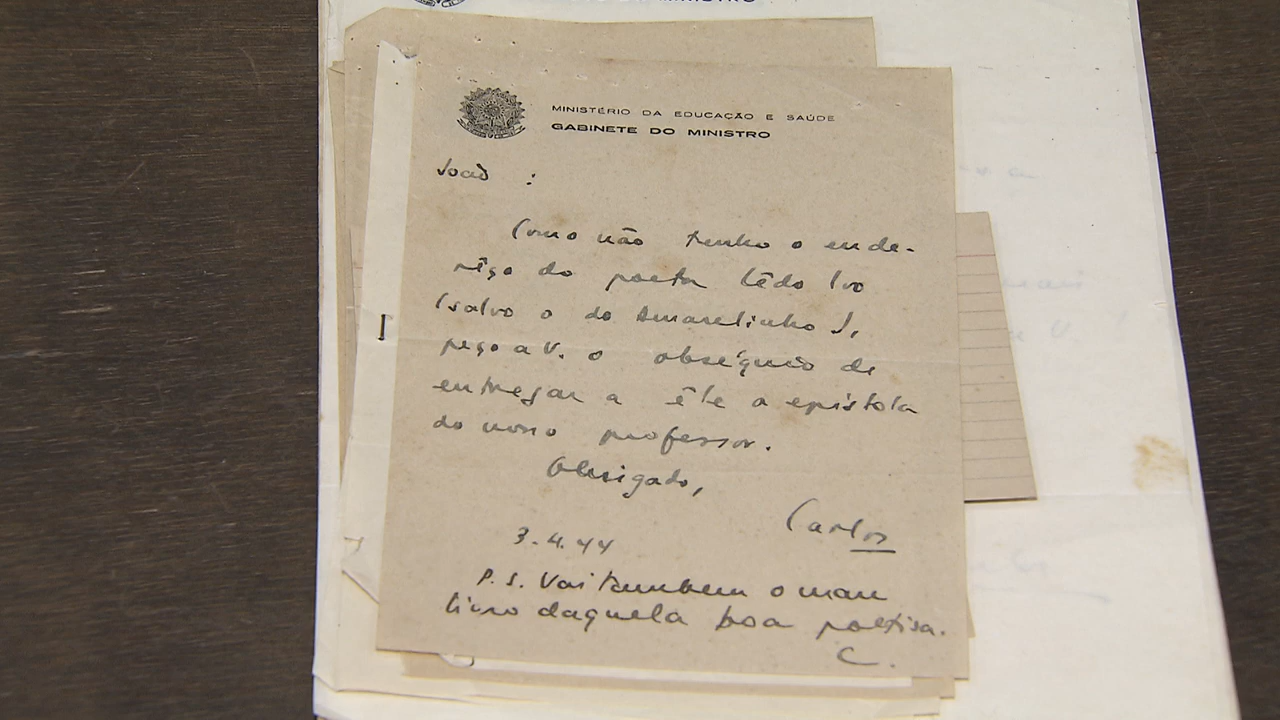 MINISTRO
MINISTÉRIO DA EDUCAÇÃO E SAÚDE
GABINETE DO MINISTRO
João :
Como não tenho o ende-
rêço do poeta Lêdo Ivo
(salvo o do Amarelinho),
peço a V. o obséquio de
entregar a êle a epístola
do nosso professor.
Obrigado,
Carlos
3.4.44
P.S. Vai também o mau
livro daquela boa poetisa.
C.